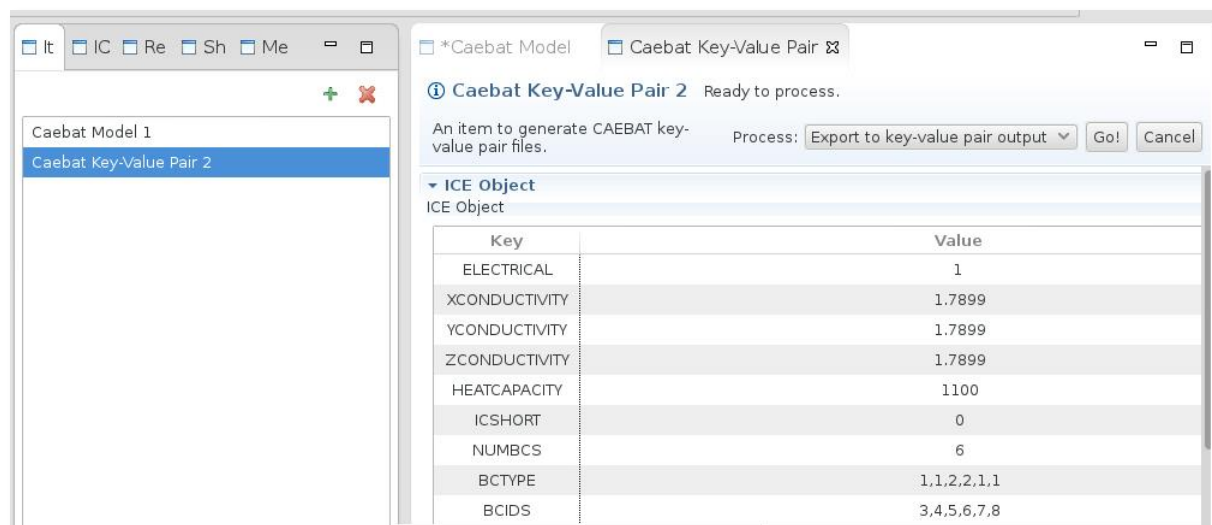 It IC Re Sh Me
Caebat Model 1
Caebat Key-Value Pair 2
*Caebat Model Caebat Key-Value Pair
Caebat Key-Value Pair 2 Ready to process.
An item to generate CAEBAT key-
value pair files.
Process: Export to key-value pair output Go! Cancel
ICE Object
ICE Object
Key Value
ELECTRICAL 1
XCONDUCTIVITY 1.7899
YCONDUCTIVITY 1.7899
ZCONDUCTIVITY 1.7899
HEATCAPACITY 1100
ICSHORT 0
NUMBCS 6
BCTYPE 1,1,2,2,1,1
BCIDS 3,4,5,6,7,8